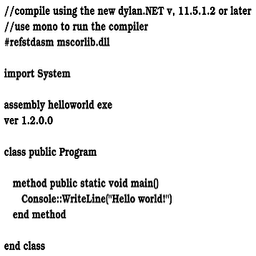 //compile using the new dylan.NET v, 11.5.1.2 or later
//use mono to run the compiler
#refstdasm mscorlib.dll
import System
assembly helloworld exe
ver 1.2.0.0
class public Program
method public static void main()
Console::WriteLine("Hello world!")
end method
end class